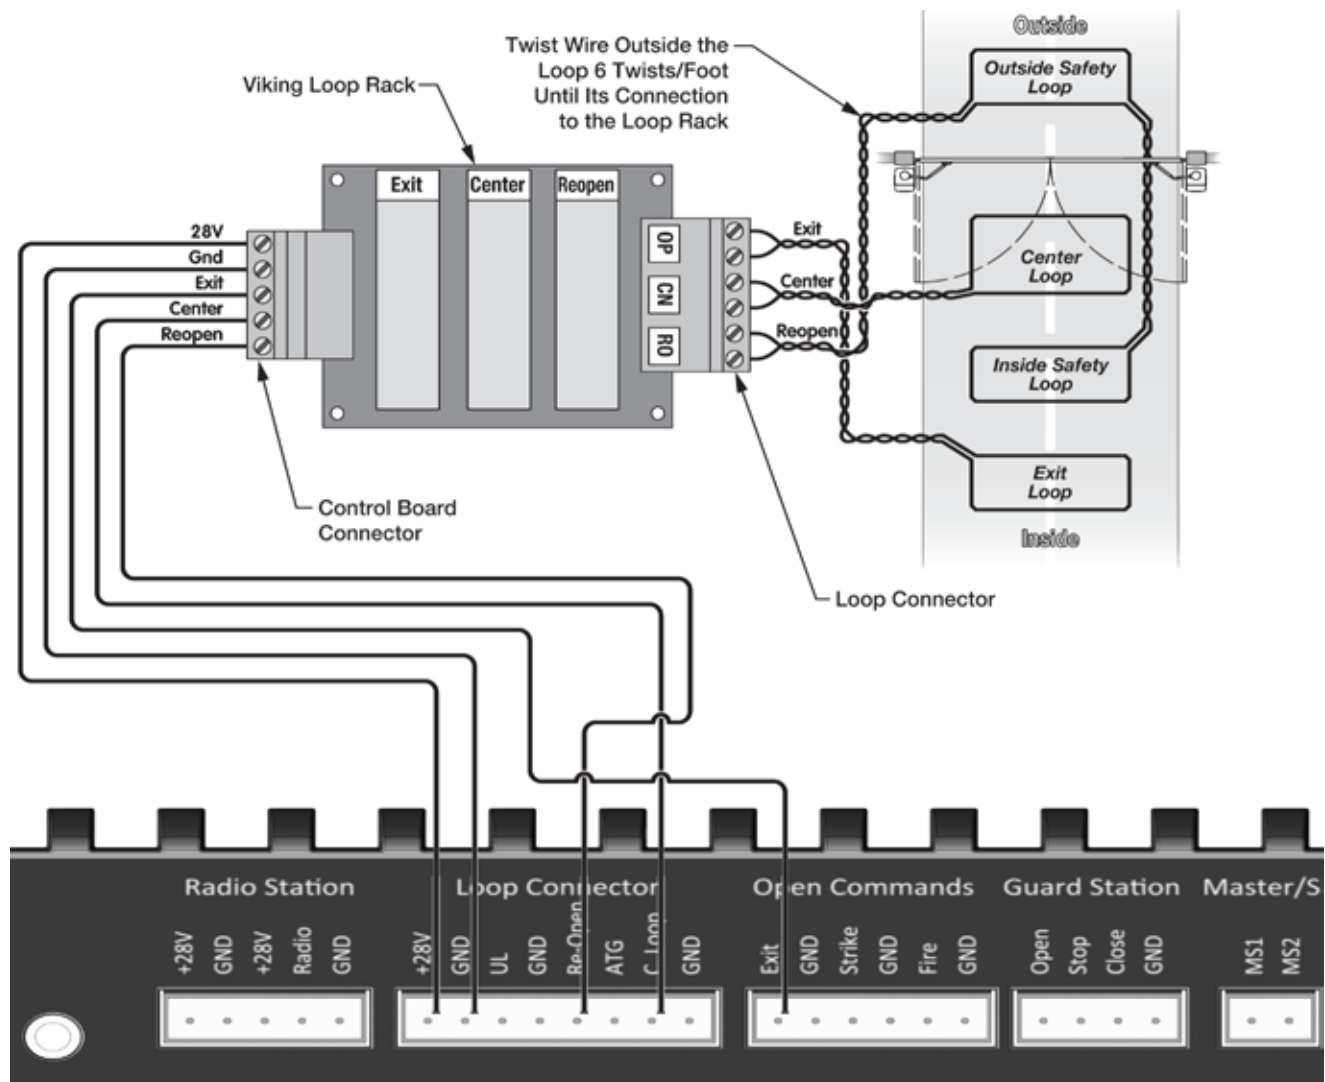 Outside
Twist Wire Outside the
Loop 6 Twists/Foot
Until Its Connection
to the Loop Rack
Outside Safety
Loop
Viking Loop Rack
Exit
Center
Reopen
28V
Gnd
Exit
Center
Reopen
OP
CN
RO
Exit
Center
Reopen
Center
Loop
Inside Safety
Loop
Exit
Loop
Inside
Control Board
Connector
Loop Connector
Radio Station
Loop Connector
Open Commands
Guard Station
Master/S
+28V
GND
+28V
Radio
GND
+28V
GND
UL
GND
Re-Open
ATG
C_Loop
GND
Exit
GND
Strike
GND
Fire
GND
Open
Stop
Close
GND
MS1
MS2